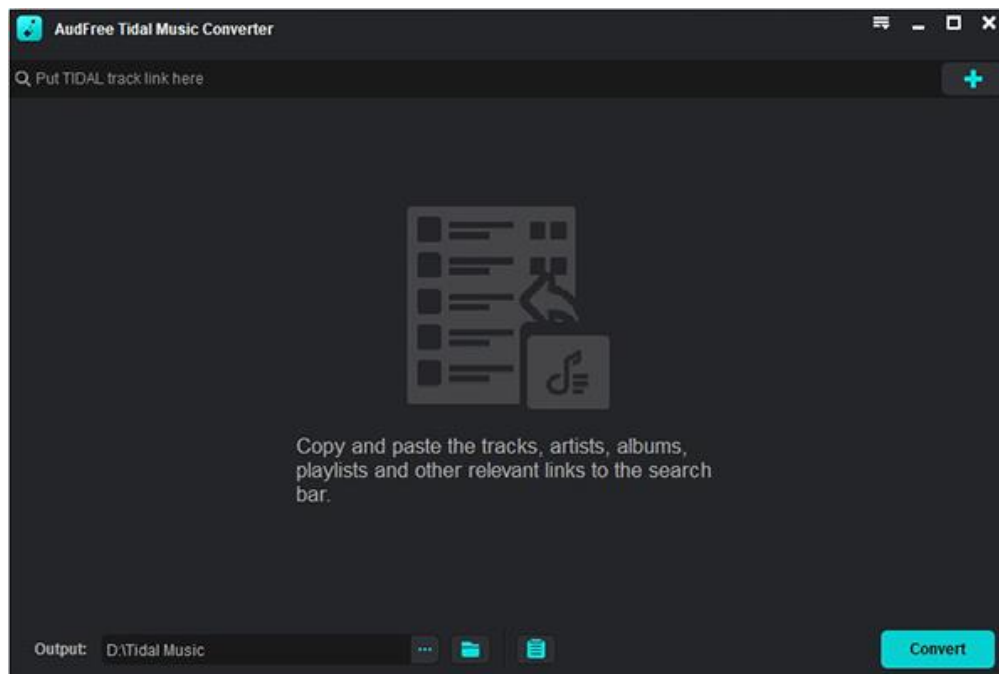 AudFree Tidal Music Converter
Put TIDAL track link here
Copy and paste the tracks, artists, albums,
playlists and other relevant links to the search
bar.
Output: D:\Tidal Music ... Convert